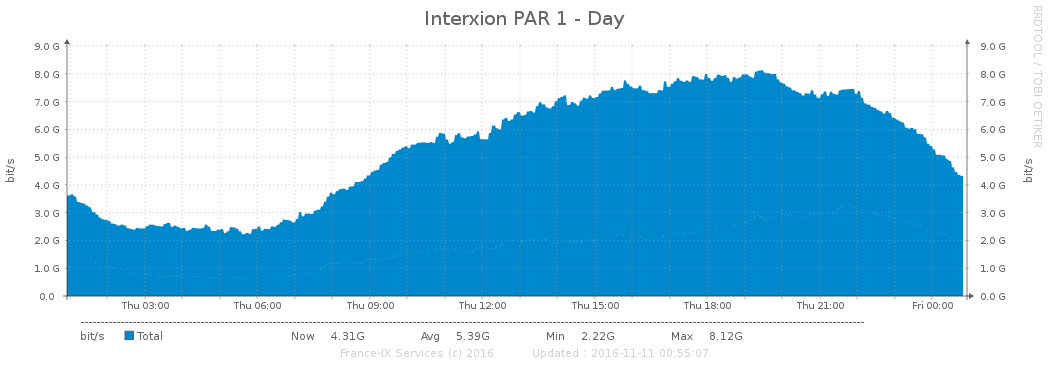 Interxion PAR 1 - Day
RRDTOOL / TOBI OETIKER
9.0 G 9.0 G
8.0 G 8.0 G
7.0 G 7.0 G
6.0 G 6.0 G
5.0 G 5.0 G
4.0 G 4.0 G
3.0 G 3.0 G
2.0 G 2.0 G
1.0 G 1.0 G
0.0 0.0 G
bit/s bit/s
Thu 03:00 Thu 06:00 Thu 09:00 Thu 12:00 Thu 15:00 Thu 18:00 Thu 21:00 Fri 00:00
bit/s Total Now 4.31G Avg 5.39G Min 2.22G Max 8.12G
France-IX Services (c) 2016 Updated : 2016-11-11 00:55:07